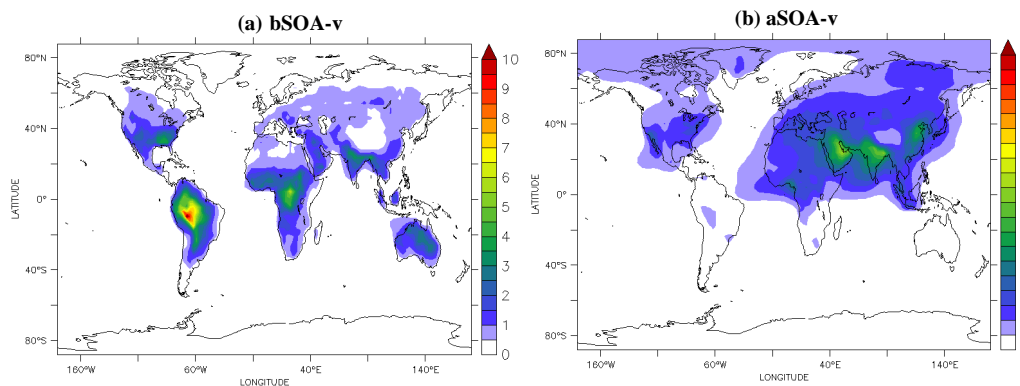 (a) bSOA-v
(b) aSOA-v
80°N
40°N
0°
40°S
80°S
LATITUDE
160°W
60°W
40°E
140°E
LONGITUDE
10
9
8
7
6
5
4
3
2
1
0
80°N
40°N
0°
40°S
80°S
LATITUDE
160°W
60°W
40°E
140°E
LONGITUDE